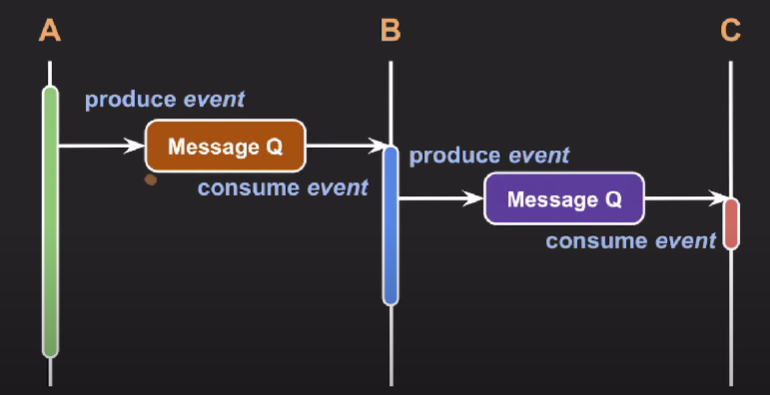 A
B
C
produce event
Message Q
consume event
produce event
Message Q
consume event